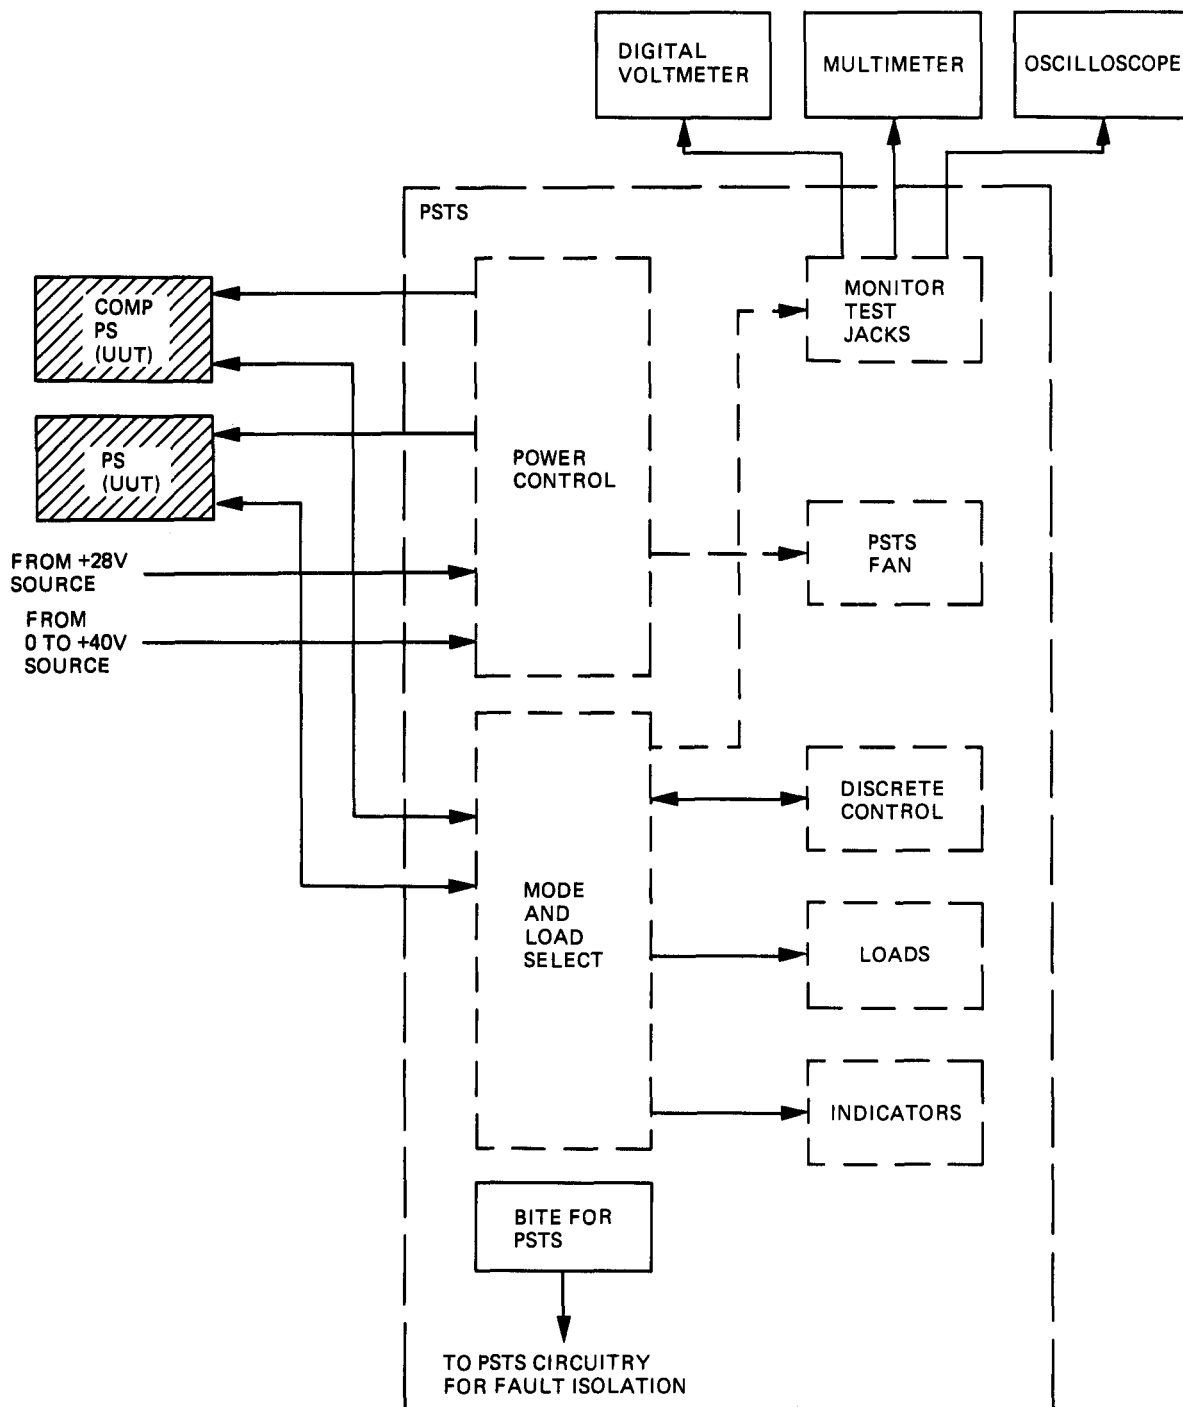 DIGITAL
VOLTMETER
MULTIMETER
OSCILLOSCOPE
PSTS
COMP
PS
(UUT)
MONITOR
TEST
JACKS
PS
(UUT)
POWER
CONTROL
PSTS
FAN
FROM +28V
SOURCE
FROM
0 TO +40V
SOURCE
DISCRETE
CONTROL
MODE
AND
LOAD
SELECT
LOADS
INDICATORS
BITE FOR
PSTS
TO PSTS CIRCUITRY
FOR FAULT ISOLATION